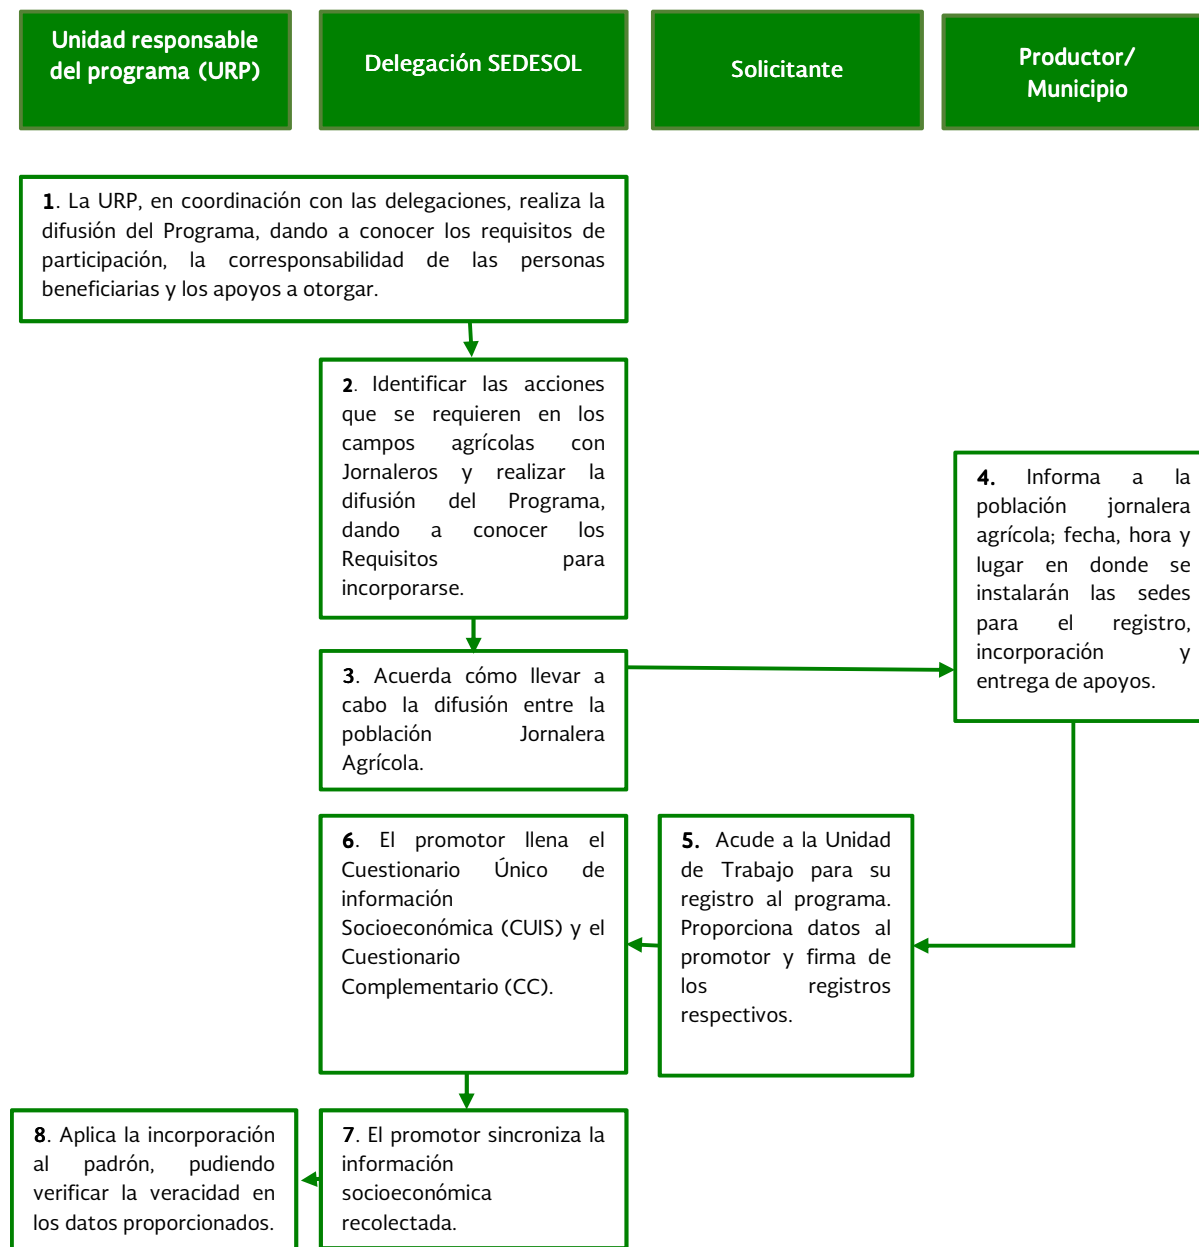 Unidad responsable
del programa (URP)
Delegación SEDESOL
Solicitante
Productor/
Municipio
1. La URP, en coordinación con las delegaciones, realiza la
difusión del Programa, dando a conocer los requisitos de
participación, la corresponsabilidad de las personas
beneficiarias y los apoyos a otorgar.
2. Identificar las acciones
que se requieren en los
campos agrícolas con
Jornaleros y realizar la
difusión del Programa,
dando a conocer los
Requisitos para
incorporarse.
3. Acuerda cómo llevar a
cabo la difusión entre la
población Jornalera
Agrícola.
4. Informa a la
población jornalera
agrícola; fecha, hora y
lugar en donde se
instalarán las sedes
para el registro,
incorporación y
entrega de apoyos.
5. Acude a la Unidad
de Trabajo para su
registro al programa.
Proporciona datos al
promotor y firma de
los registros
respectivos.
6. El promotor llena el
Cuestionario Único de
información
Socioeconómica (CUIS) y el
Cuestionario
Complementario (CC).
7. El promotor sincroniza la
información
socioeconómica
recolectada.
8. Aplica la incorporación
al padrón, pudiendo
verificar la veracidad en
los datos proporcionados.